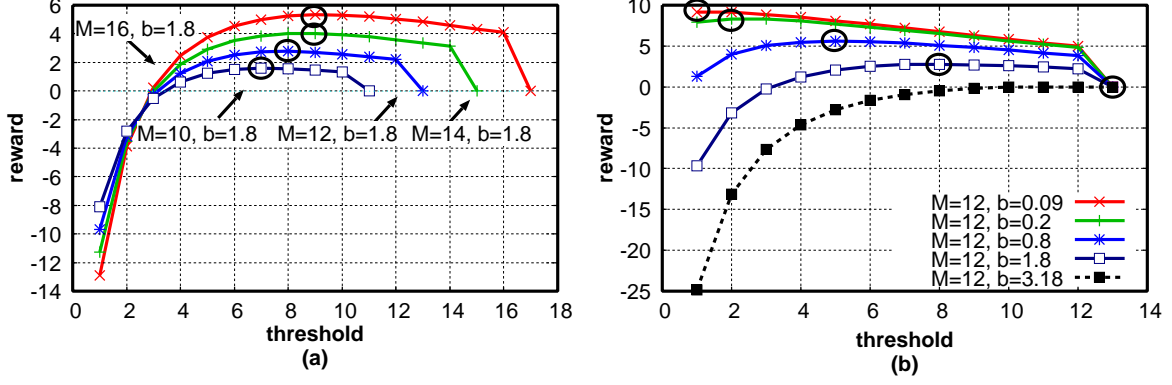 6
4
2
0
-2
-4
-6
-8
-10
-12
-14
reward
M=16, b=1.8
M=10, b=1.8
M=12, b=1.8
M=14, b=1.8
0 2 4 6 8 10 12 14 16 18
threshold
(a)
10
5
0
-5
-10
-15
-20
-25
reward
M=12, b=0.09
M=12, b=0.2
M=12, b=0.8
M=12, b=1.8
M=12, b=3.18
0 2 4 6 8 10 12 14
threshold
(b)